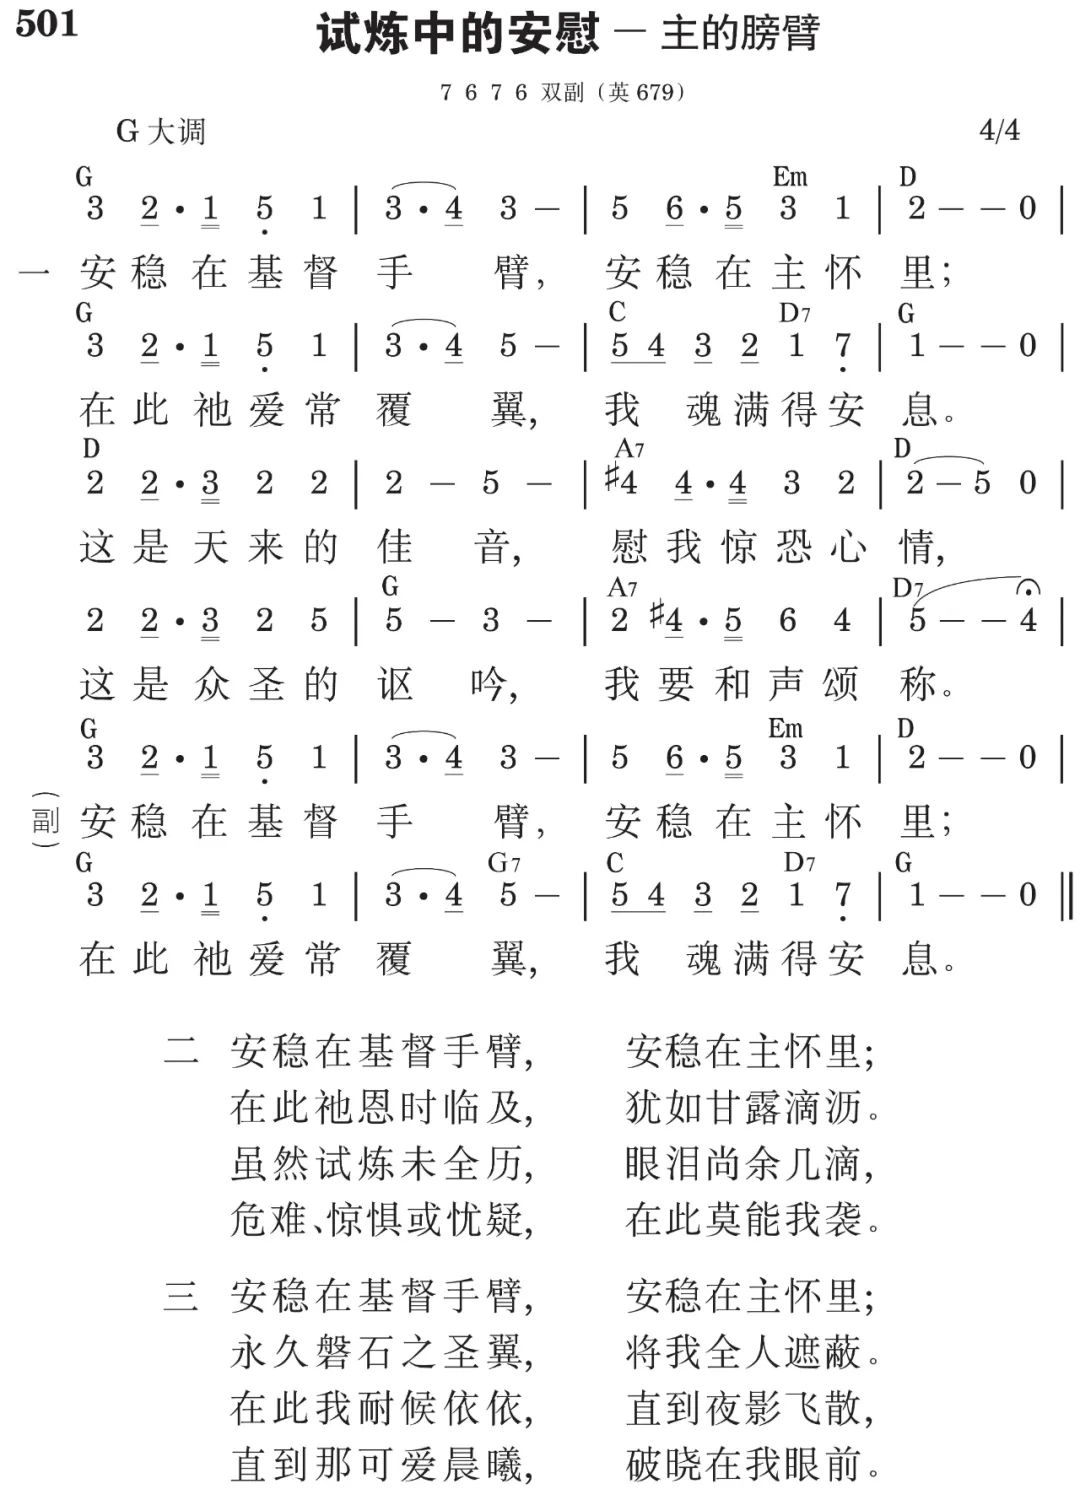 501
试炼中的安慰 — 主的膀臂
7 6 7 6 双副（英 679）
G 大调 4/4
G Em D
3 2·1 5 1 | 3·4 3 – | 5 6·5 3 1 | 2 – – 0 |
一 安稳在基督手臂, 安稳在主怀里;
G C D7 G
3 2·1 5 1 | 3·4 5 – | 5 4 3 2 1 7 | 1 – – 0 |
在此祂爱常覆翼, 我魂满得安息。
D A7 D
2 2·3 2 2 | 2 – 5 – | #4 4·4 3 2 | 2 – 5 0 |
这是天来的佳音, 慰我惊恐心情,
G A7 D7
2 2·3 2 5 | 5 – 3 – | 2 #4·5 6 4 | 5 – – 4 |
这是众圣的讴吟, 我要和声颂称。
G Em D
3 2·1 5 1 | 3·4 3 – | 5 6·5 3 1 | 2 – – 0 |
（副） 安稳在基督手臂, 安稳在主怀里;
G G7 C D7 G
3 2·1 5 1 | 3·4 5 – | 5 4 3 2 1 7 | 1 – – 0 ‖
在此祂爱常覆翼, 我魂满得安息。
二 安稳在基督手臂, 安稳在主怀里;
在此祂恩时临及, 犹如甘露滴沥。
虽然试炼未全历, 眼泪尚余几滴,
危难、惊惧或忧疑, 在此莫能我袭。
三 安稳在基督手臂, 安稳在主怀里;
永久磐石之圣翼, 将我全人遮蔽。
在此我耐候依依, 直到夜影飞散,
直到那可爱晨曦, 破晓在我眼前。